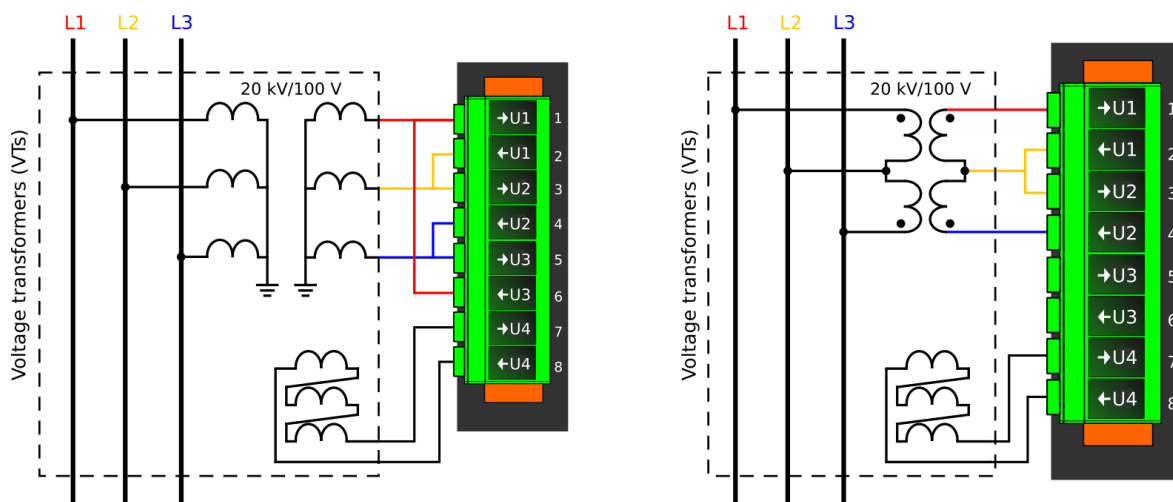 L1 L2 L3
20 kV/100 V
Voltage transformers (VTs)
→U1 1
←U1 2
→U2 3
←U2 4
→U3 5
←U3 6
→U4 7
←U4 8
L1 L2 L3
20 kV/100 V
Voltage transformers (VTs)
→U1 1
←U1 2
→U2 3
←U2 4
→U3 5
←U3 6
→U4 7
←U4 8